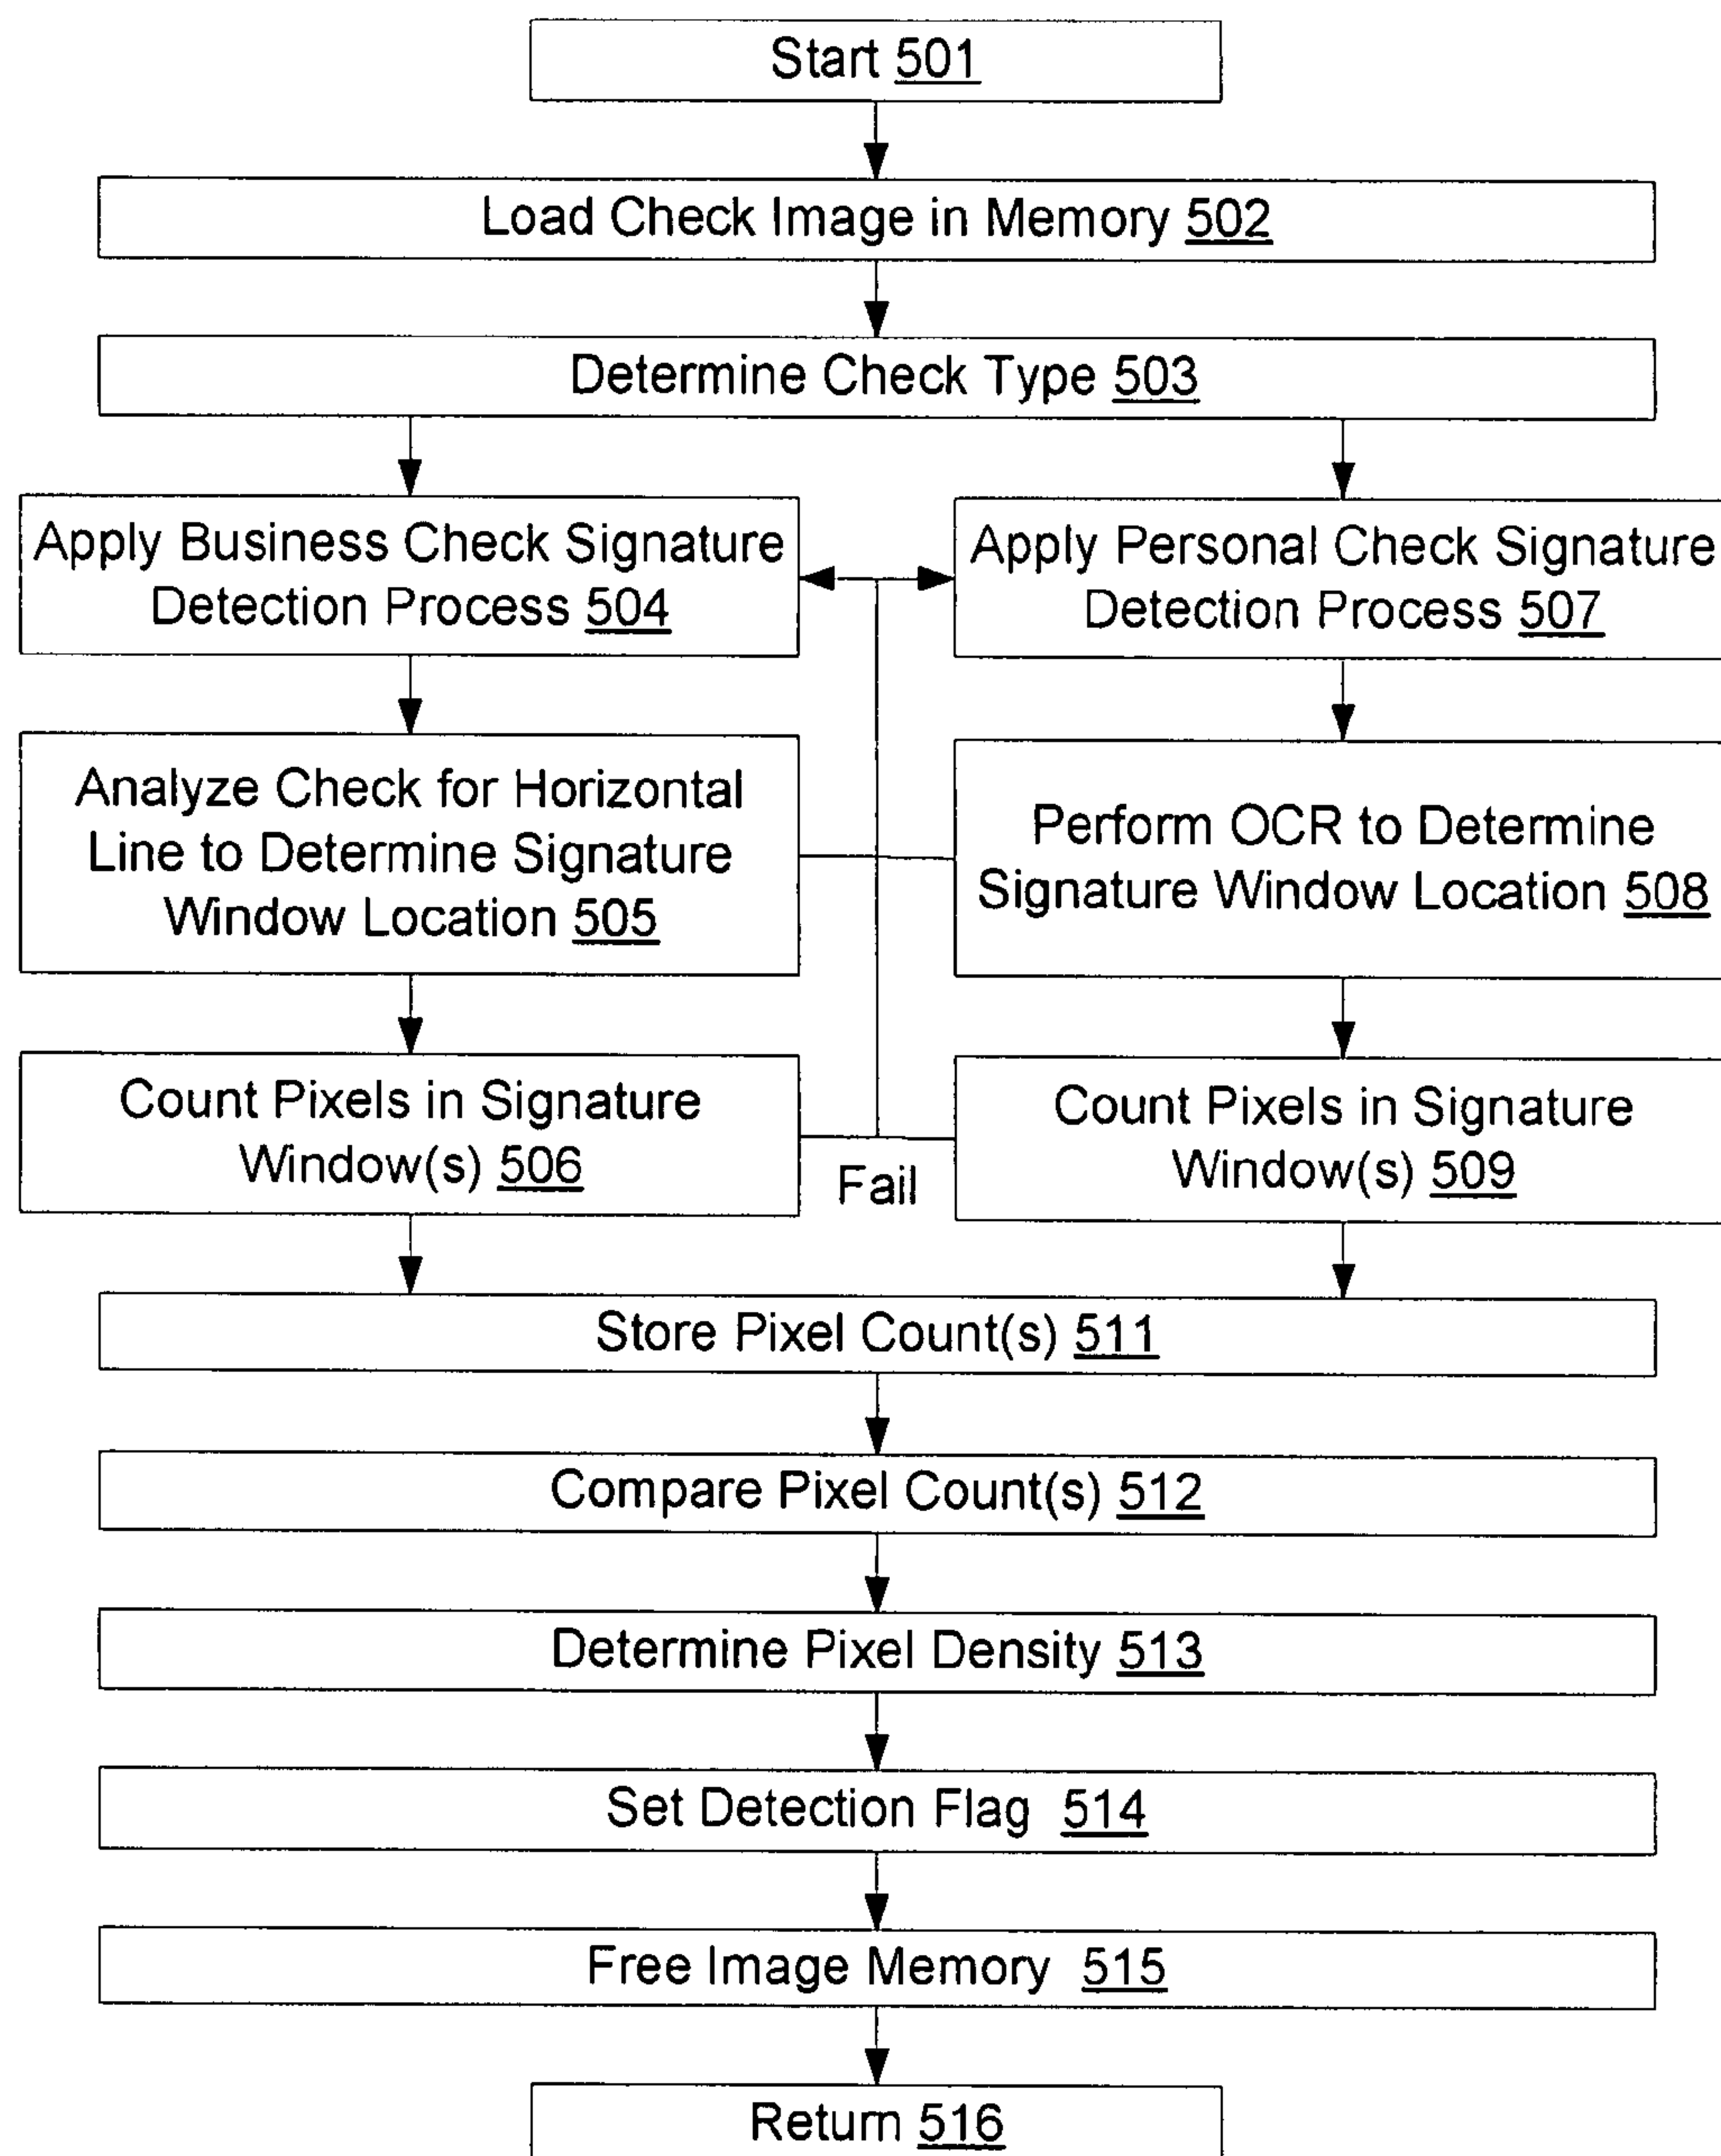 Start 501
Load Check Image in Memory 502
Determine Check Type 503
Apply Business Check Signature
Detection Process 504
Apply Personal Check Signature
Detection Process 507
Analyze Check for Horizontal
Line to Determine Signature
Window Location 505
Perform OCR to Determine
Signature Window Location 508
Count Pixels in Signature
Window(s) 506
Fail
Count Pixels in Signature
Window(s) 509
Store Pixel Count(s) 511
Compare Pixel Count(s) 512
Determine Pixel Density 513
Set Detection Flag 514
Free Image Memory 515
Return 516